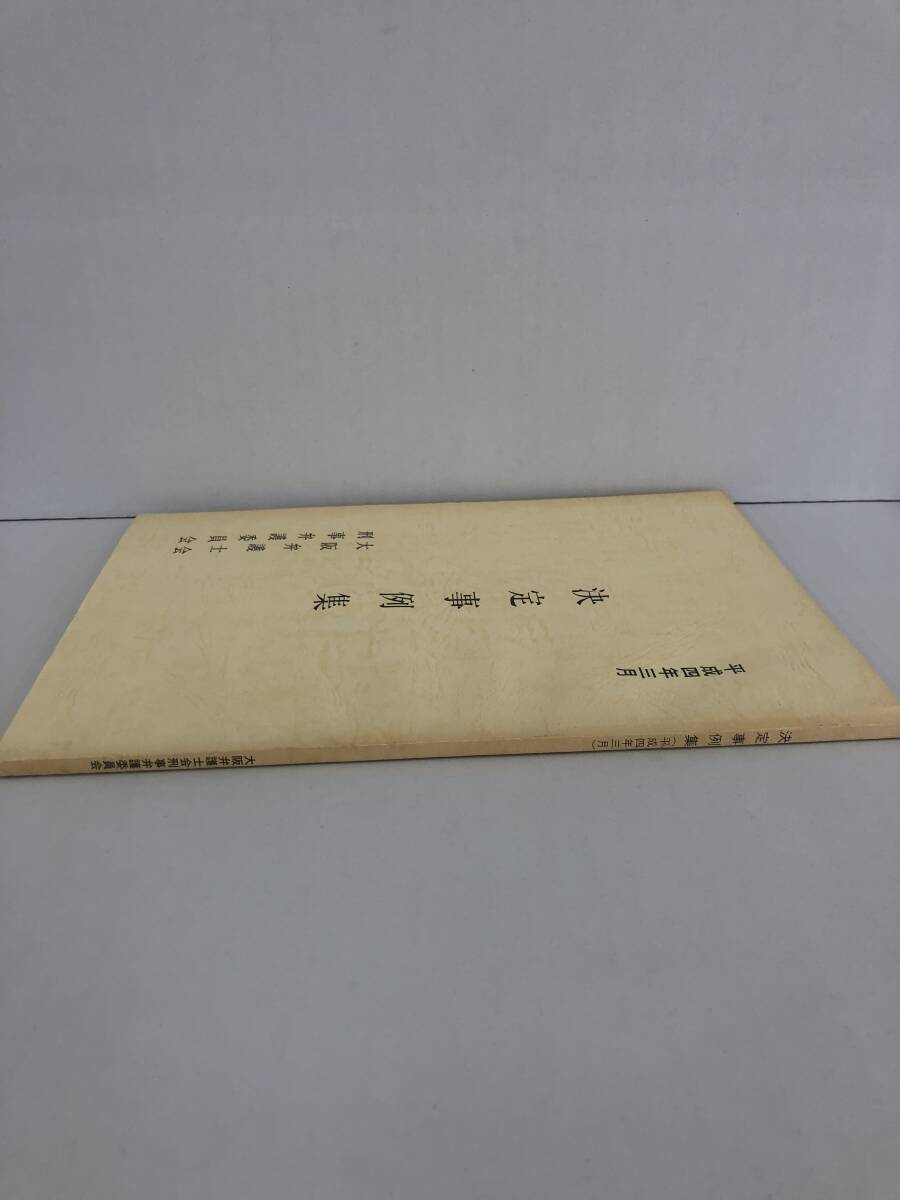 平成四年三月
決定事例集
大阪弁護士会
刑事弁護委員会
決定事例集（平成四年三月）
大阪弁護士会刑事弁護委員会